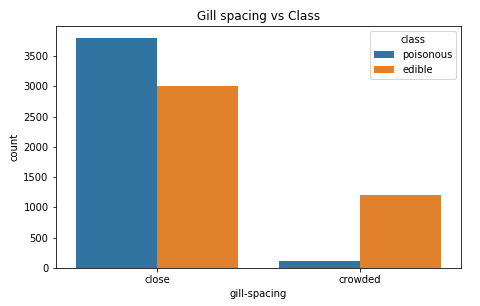 Gill spacing vs Class
class
poisonous
edible
count
3500
3000
2500
2000
1500
1000
500
0
close crowded
gill-spacing